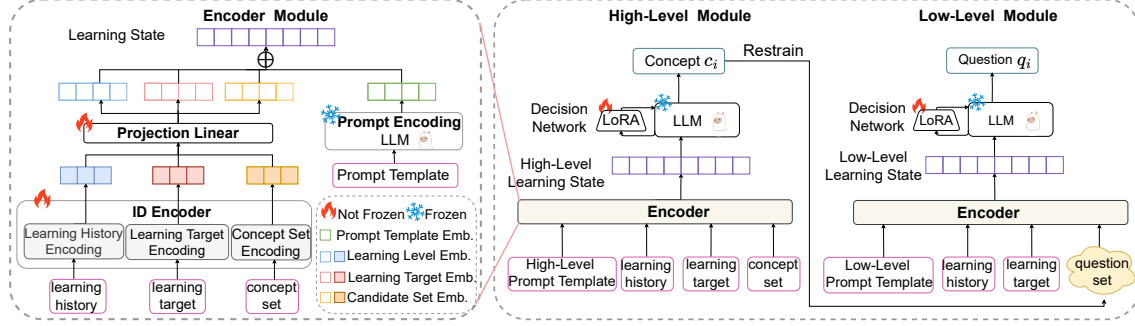 Encoder Module
Learning State
Projection Linear
Prompt Encoding
LLM
Prompt Template
ID Encoder
Learning History
Encoding
Learning Target
Encoding
Concept Set
Encoding
learning
history
learning
target
concept
set
Not Frozen
Frozen
Prompt Template Emb.
Learning Level Emb.
Learning Target Emb.
Candidate Set Emb.
High-Level Module
Concept c_i
Restrain
Decision
Network
LoRA
LLM
High-Level
Learning State
Encoder
High-Level
Prompt Template
learning
history
learning
target
concept
set
Low-Level Module
Question q_i
Decision
Network
LoRA
LLM
Low-Level
Learning State
Encoder
Low-Level
Prompt Template
learning
history
learning
target
question
set